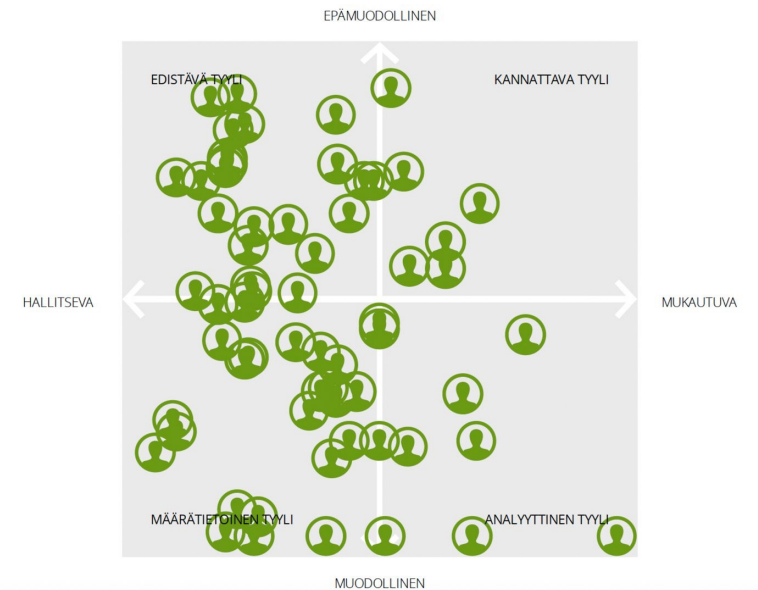 EPÄMUODOLLINEN
EDISTÄVÄ TYYLI
KANNATTAVA TYYLI
HALLITSEVA
MUKAUTUVA
MÄÄRÄTIETOINEN TYYLI
ANALYYTTINEN TYYLI
MUODOLLINEN